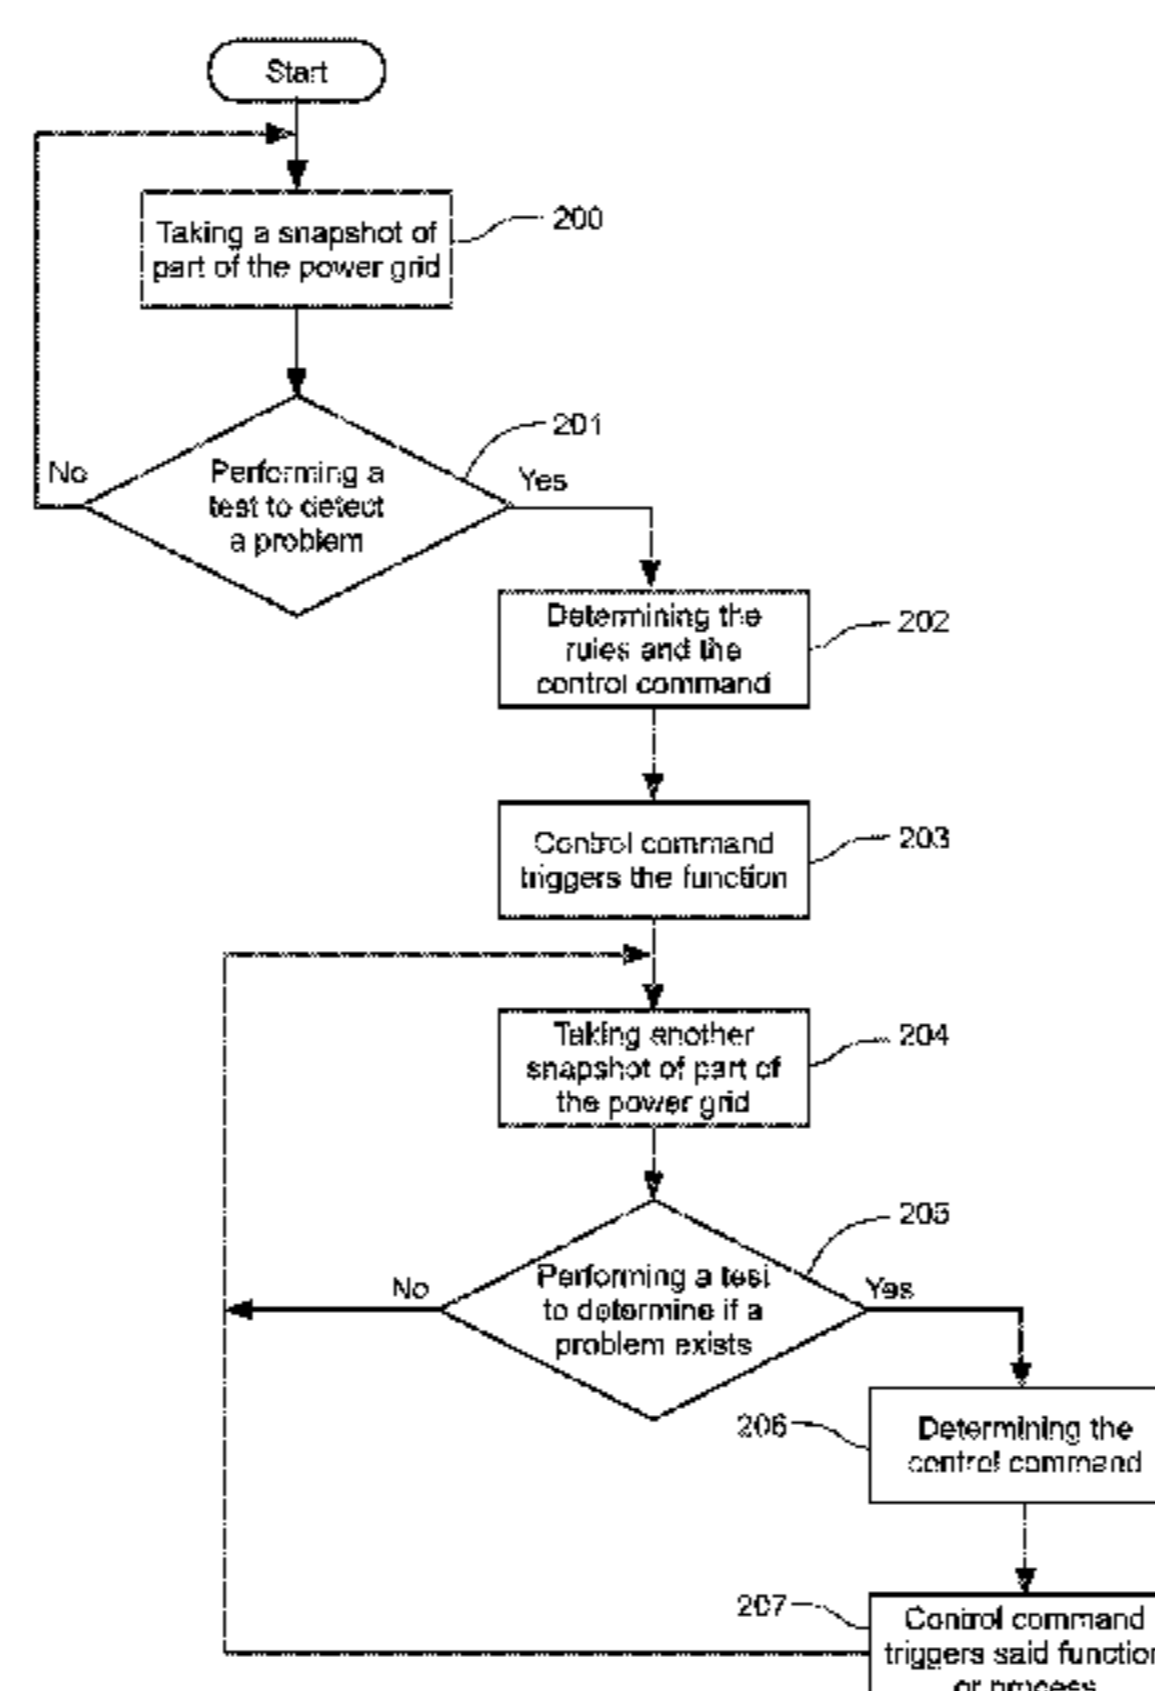 Start
Taking a snapshot of
part of the power grid
200
201
No
Performing a
test to detect
a problem
Yes
Determining the
rules and the
control command
202
Control command
triggers the function
203
Taking another
snapshot of part of
the power grid
204
205
No
Performing a test
to determine if a
problem exists
Yes
206
Determining the
control command
207
Control command
triggers said function
or process